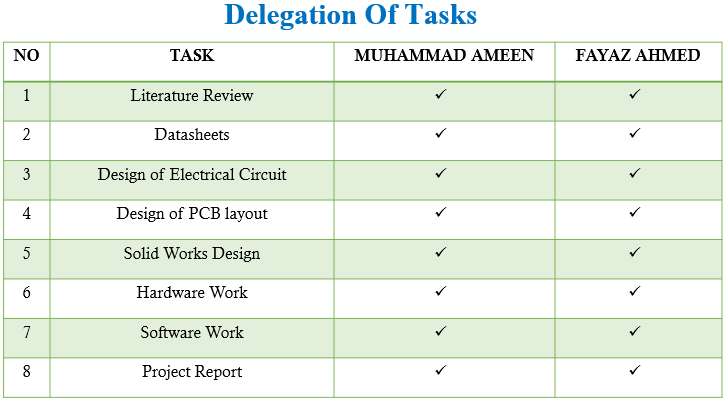 Delegation Of Tasks
NO TASK MUHAMMAD AMEEN FAYAZ AHMED
1 Literature Review ✓ ✓
2 Datasheets ✓ ✓
3 Design of Electrical Circuit ✓ ✓
4 Design of PCB layout ✓ ✓
5 Solid Works Design ✓ ✓
6 Hardware Work ✓ ✓
7 Software Work ✓ ✓
8 Project Report ✓ ✓